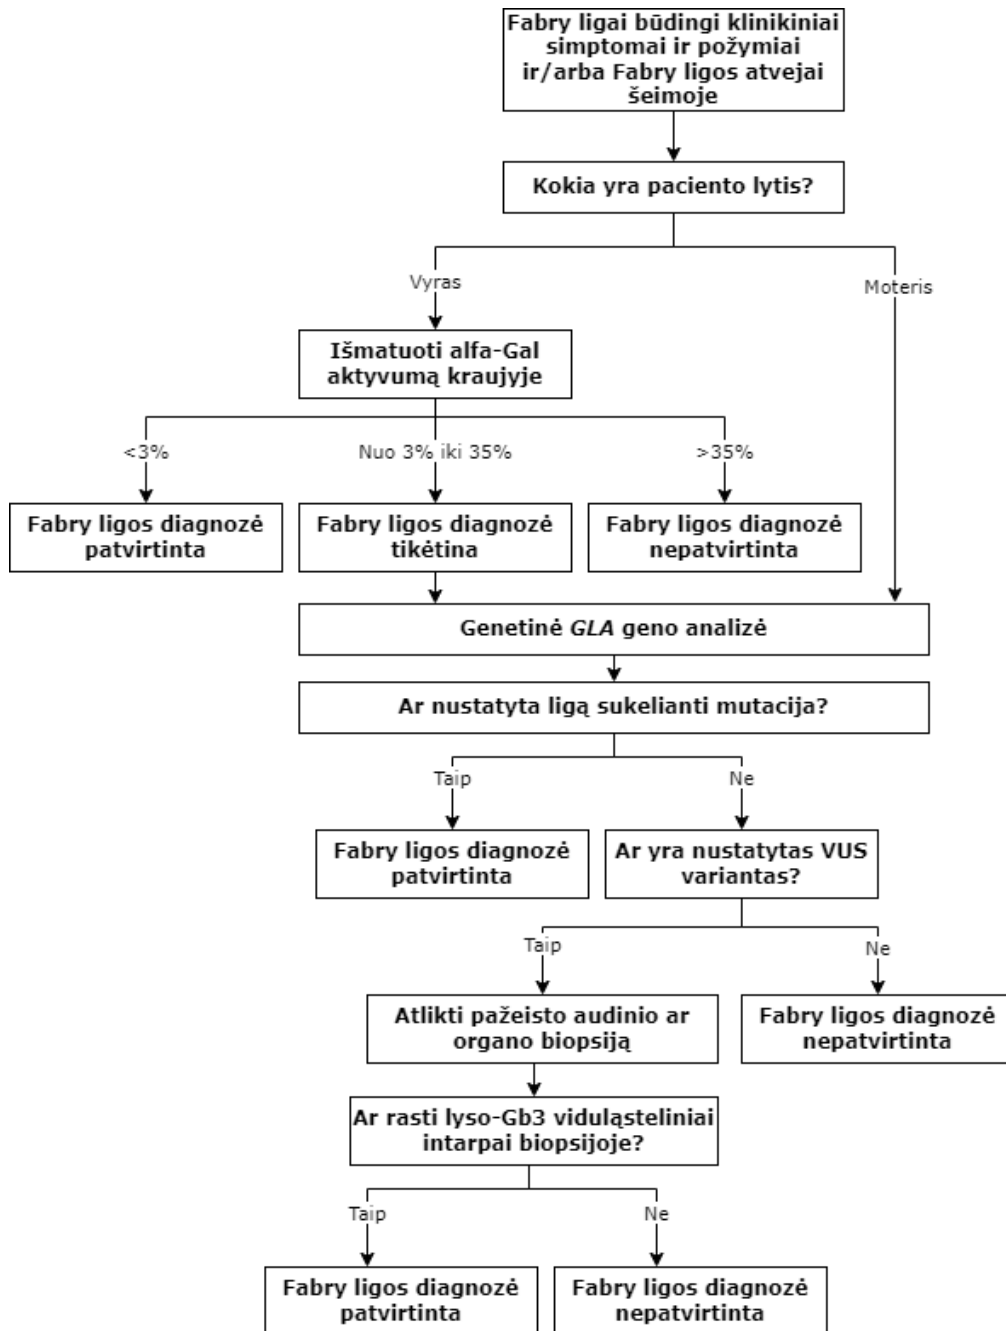 Fabry ligai būdingi klinikiniai
simptomai ir požymiai
ir/arba Fabry ligos atvejai
šeimoje
Kokia yra paciento lytis?
Vyras
Moteris
Išmatuoti alfa-Gal
aktyvumą kraujyje
<3%
Nuo 3% iki 35%
>35%
Fabry ligos diagnozė
patvirtinta
Fabry ligos diagnozė
tikėtina
Fabry ligos diagnozė
nepatvirtinta
Genetinė GLA geno analizė
Ar nustatyta ligą sukelianti mutacija?
Taip
Ne
Fabry ligos diagnozė
patvirtinta
Ar yra nustatytas VUS
variantas?
Taip
Ne
Atlikti pažeisto audinio ar
organo biopsiją
Fabry ligos diagnozė
nepatvirtinta
Ar rasti lyso-Gb3 viduląsteliniai
intarpai biopsijoje?
Taip
Ne
Fabry ligos diagnozė
patvirtinta
Fabry ligos diagnozė
nepatvirtinta